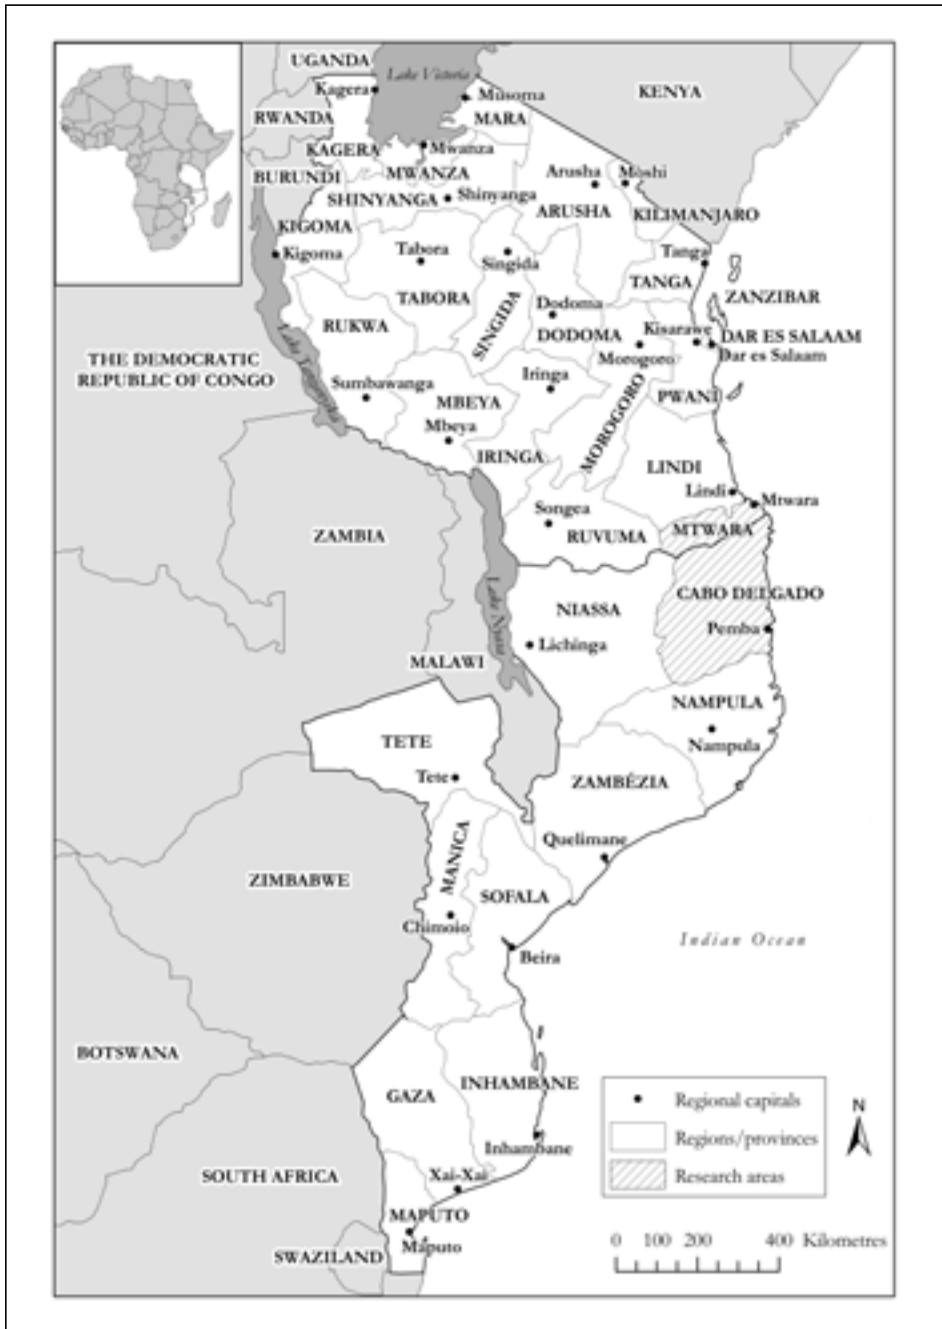 UGANDA
Lake Victoria
Kagera
Musoma
KENYA
RWANDA
MARA
KAGERA
Mwanza
MWANZA
BURUNDI
Arusha
Moshi
SHINYANGA
Shinyanga
ARUSHA
KILIMANJARO
KIGOMA
Kigoma
Tabora
Singida
Tanga
TANGA
ZANZIBAR
TABORA
SINGIDA
Dodoma
DODOMA
RUKWA
Kisarawe
DAR ES SALAAM
Dar es Salaam
Morogoro
THE DEMOCRATIC
REPUBLIC OF CONGO
Lake Tanganyika
Sumbawanga
Iringa
MBEYA
PWANI
Mbeya
MOROGORO
IRINGA
LINDI
Lindi
Mtwara
Songea
RUVUMA
MTWARA
ZAMBIA
Lake Nyasa
NIASSA
CABO DELGADO
Pemba
Lichinga
MALAWI
NAMPULA
Nampula
TETE
Tete
ZAMBÉZIA
MANICA
Quelimane
ZIMBABWE
SOFALA
Chimoio
Beira
Indian Ocean
BOTSWANA
GAZA
INHAMBANE
Inhambane
SOUTH AFRICA
Xai-Xai
MAPUTO
Maputo
SWAZILAND
Regional capitals
Regions/provinces
Research areas
N
0 100 200 400 Kilometres